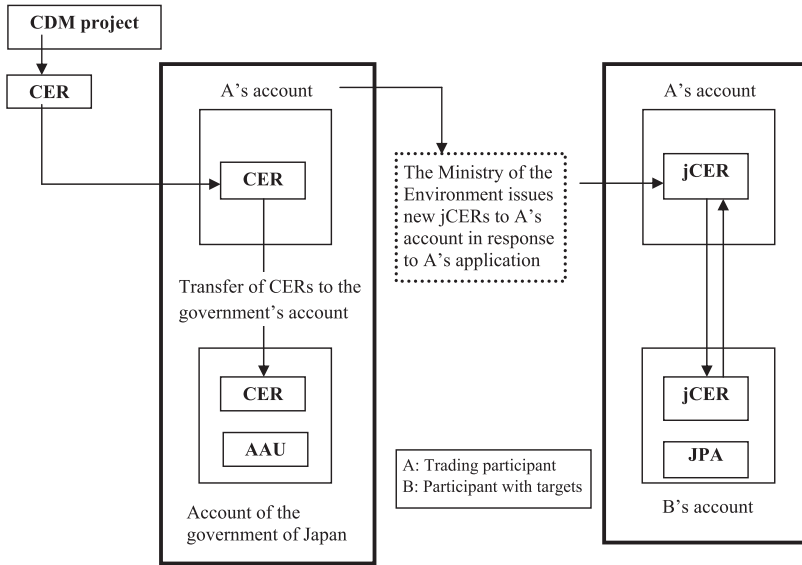 CDM project
CER
A’s account
CER
Transfer of CERs to the
government’s account
CER
AAU
Account of the
government of Japan
The Ministry of the
Environment issues
new jCERs to A’s
account in response
to A’s application
A: Trading participant
B: Participant with targets
A’s account
jCER
jCER
JPA
B’s account